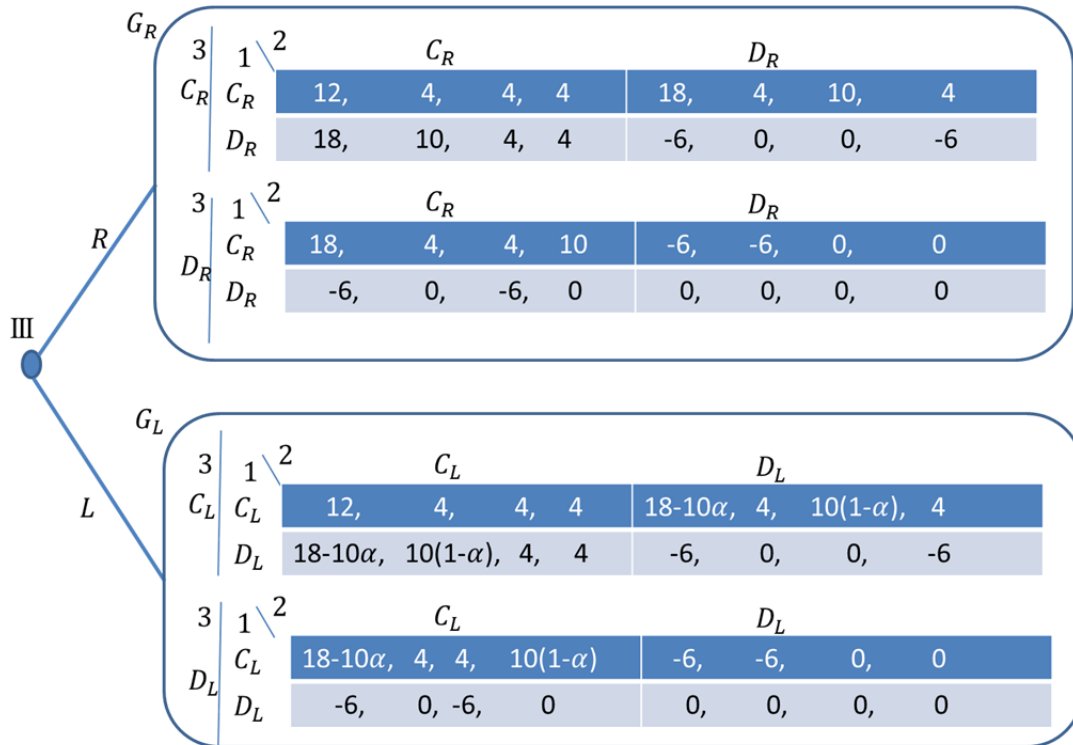 G_R
3 1 2 C_R D_R
C_R C_R 12, 4, 4, 4 18, 4, 10, 4
D_R 18, 10, 4, 4 -6, 0, 0, -6
3 1 2 C_R D_R
D_R C_R 18, 4, 4, 10 -6, -6, 0, 0
D_R -6, 0, -6, 0 0, 0, 0, 0
R
III
L
G_L
3 1 2 C_L D_L
C_L C_L 12, 4, 4, 4 18-10α, 4, 10(1-α), 4
D_L 18-10α, 10(1-α), 4, 4 -6, 0, 0, -6
3 1 2 C_L D_L
D_L C_L 18-10α, 4, 4, 10(1-α) -6, -6, 0, 0
D_L -6, 0, -6, 0 0, 0, 0, 0